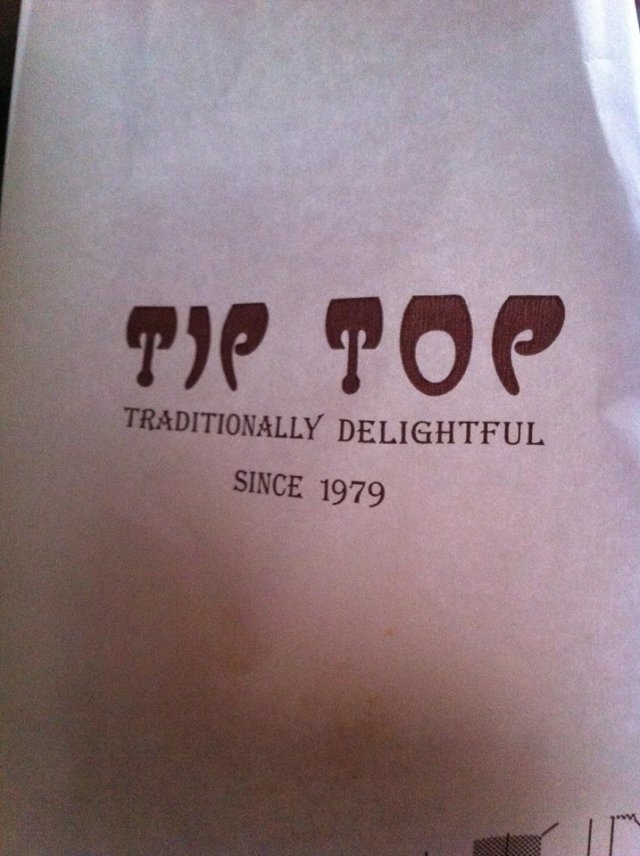 TIP TOP
TRADITIONALLY DELIGHTFUL
SINCE 1979